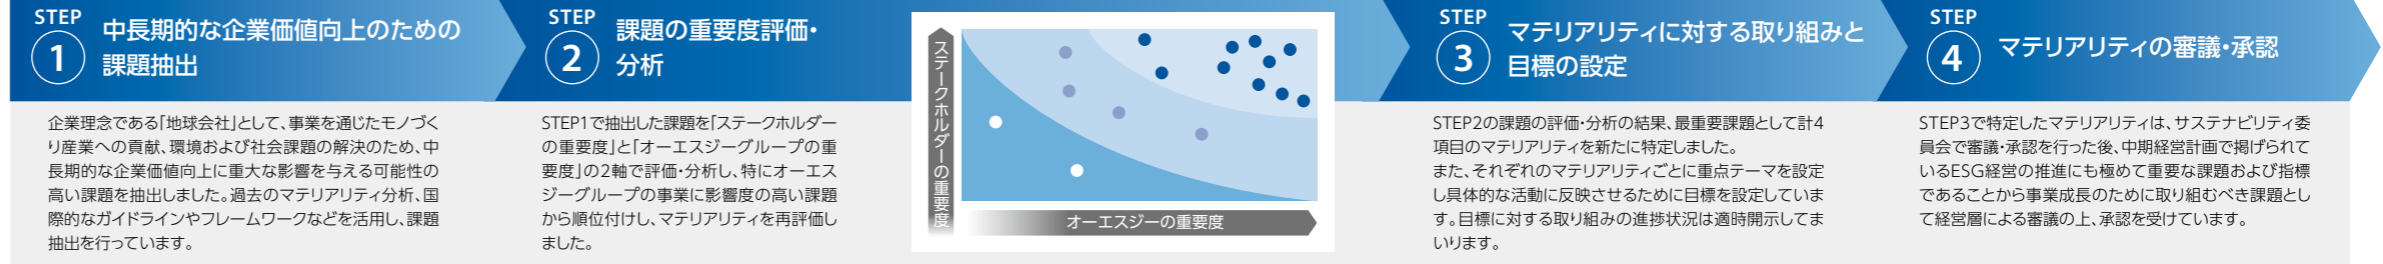 STEP
1
中長期的な企業価値向上のための
課題抽出
企業理念である「地球会社」として、事業を通じたモノづく
り産業への貢献、環境および社会課題の解決のため、中
長期的な企業価値向上に重大な影響を与える可能性の
高い課題を抽出しました。過去のマテリアリティ分析、国
際的なガイドラインやフレームワークなどを活用し、課題
抽出を行っています。
STEP
2
課題の重要度評価・
分析
STEP1で抽出した課題を「ステークホルダー
の重要度」と「オーエスジーグループの重
要度」の2軸で評価・分析し、特にオーエス
ジーグループの事業に影響度の高い課題
から順位付けし、マテリアリティを再評価し
ました。
ステークホルダーの重要度
オーエスジーの重要度
STEP
3
マテリアリティに対する取り組みと
目標の設定
STEP2の課題の評価・分析の結果、最重要課題として計4
項目のマテリアリティを新たに特定しました。
また、それぞれのマテリアリティごとに重点テーマを設定
し具体的な活動に反映させるために目標を設定していま
す。目標に対する取り組みの進捗状況は適時開示してま
いります。
STEP
4
マテリアリティの審議・承認
STEP3で特定したマテリアリティは、サステナビリティ委
員会で審議・承認を行った後、中期経営計画で掲げられて
いるESG経営の推進にも極めて重要な課題および指標
であることから事業成長のために取り組むべき課題とし
て経営層による審議の上、承認を受けています。